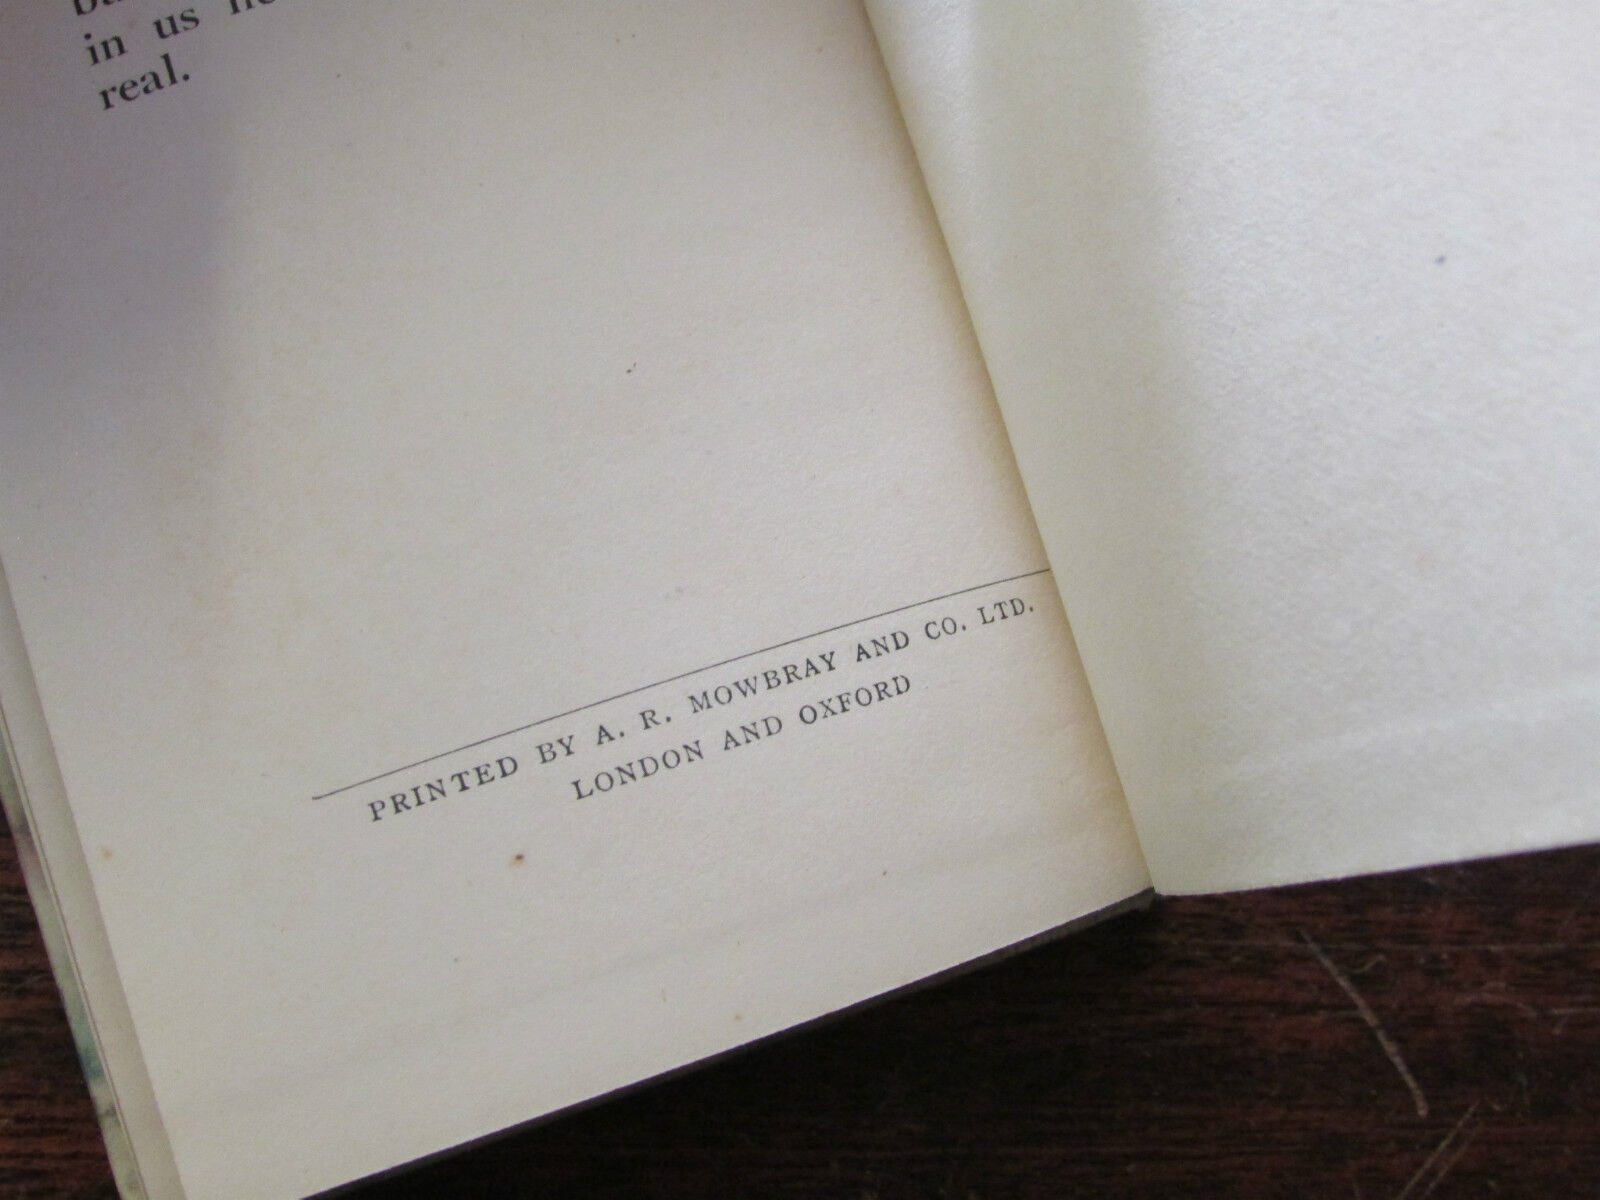 in us
real.
PRINTED BY A. R. MOWBRAY AND CO. LTD.
LONDON AND OXFORD